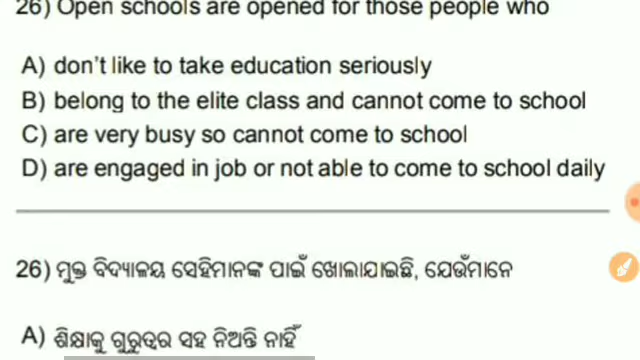 26) Open schools are opened for those people who
A) don't like to take education seriously
B) belong to the elite class and cannot come to school
C) are very busy so cannot come to school
D) are engaged in job or not able to come to school daily
26) ମୁକ୍ତ ବିଦ୍ୟାଳୟ ସେହିମାନଙ୍କ ପାଇଁ ଖୋଲାଯାଇଛି, ଯେଉଁମାନେ
A) ଶିକ୍ଷାକୁ ଗୁରୁତ୍ୱର ସହ ନିଅନ୍ତି ନାହିଁ